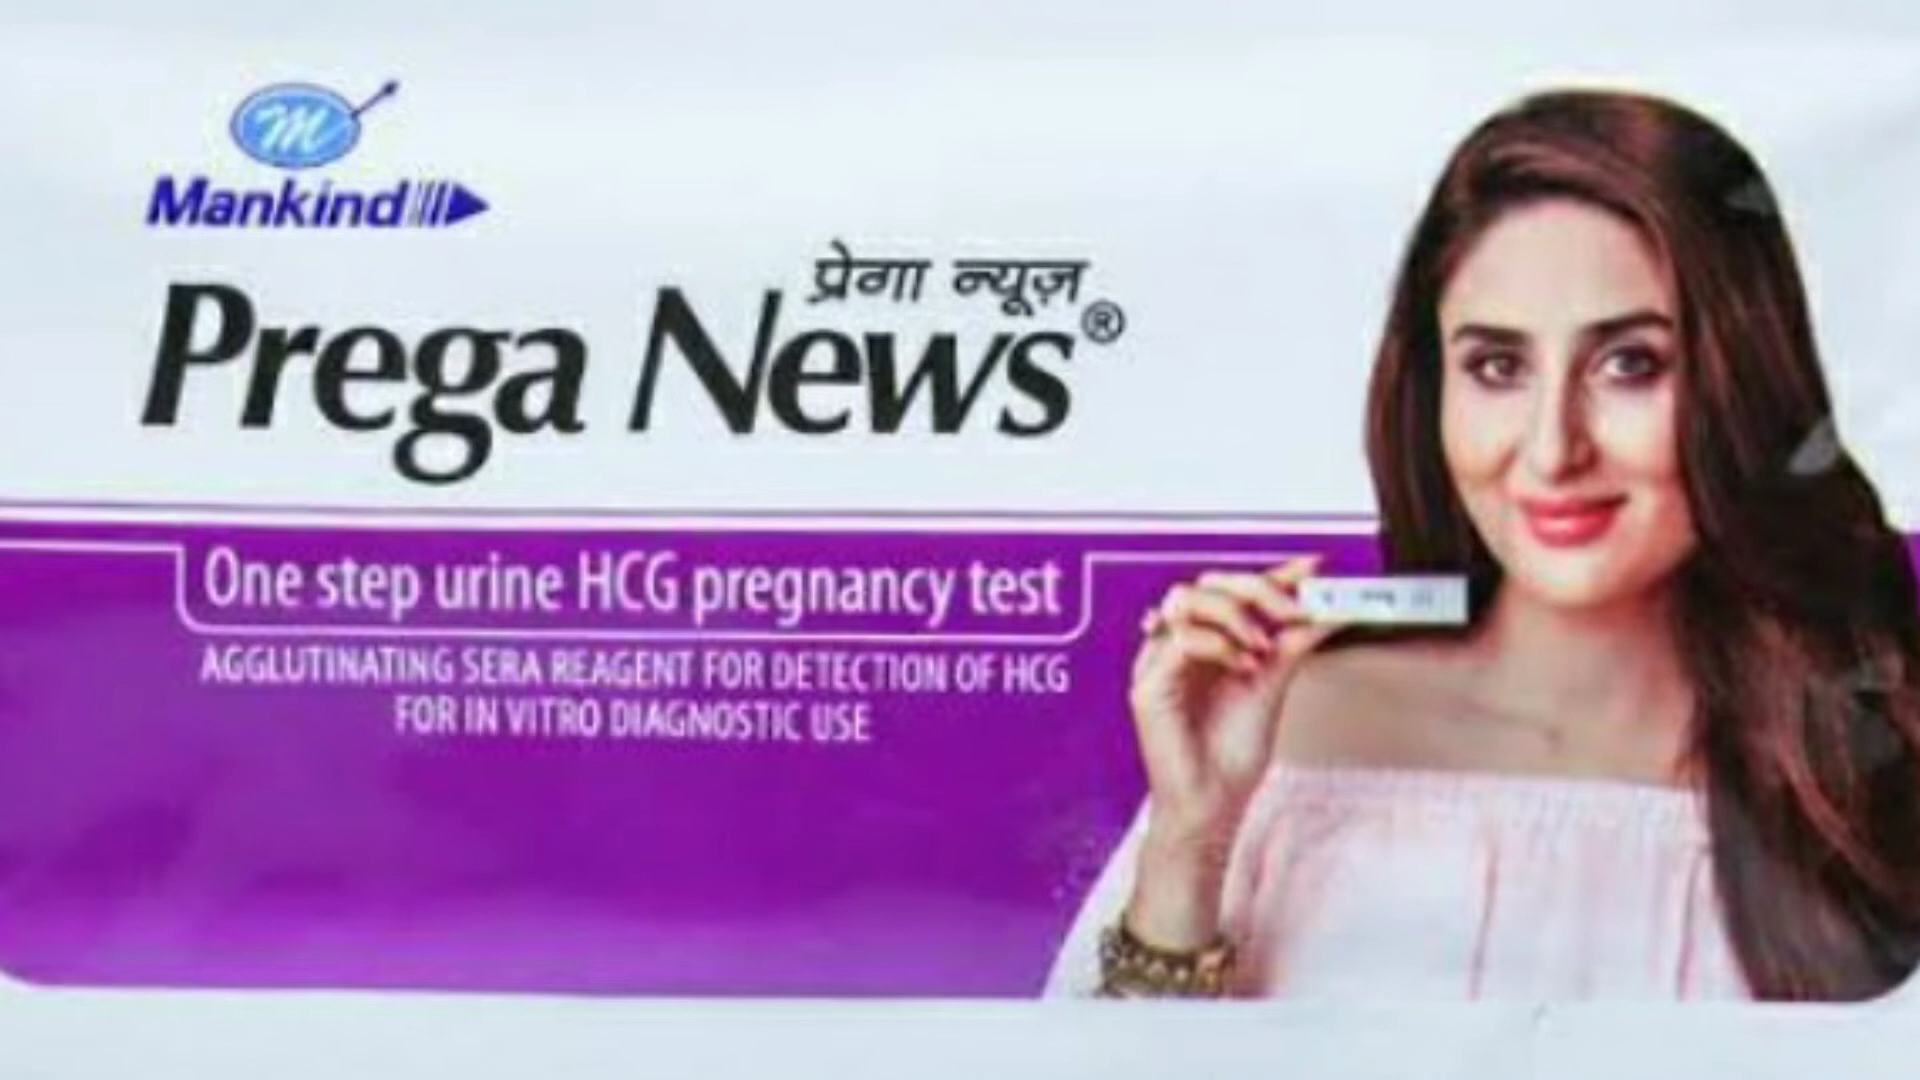 m
Mankind
प्रेगा न्यूज़
Prega News®
One step urine HCG pregnancy test
AGGLUTINATING SERA REAGENT FOR DETECTION OF HCG
FOR IN VITRO DIAGNOSTIC USE